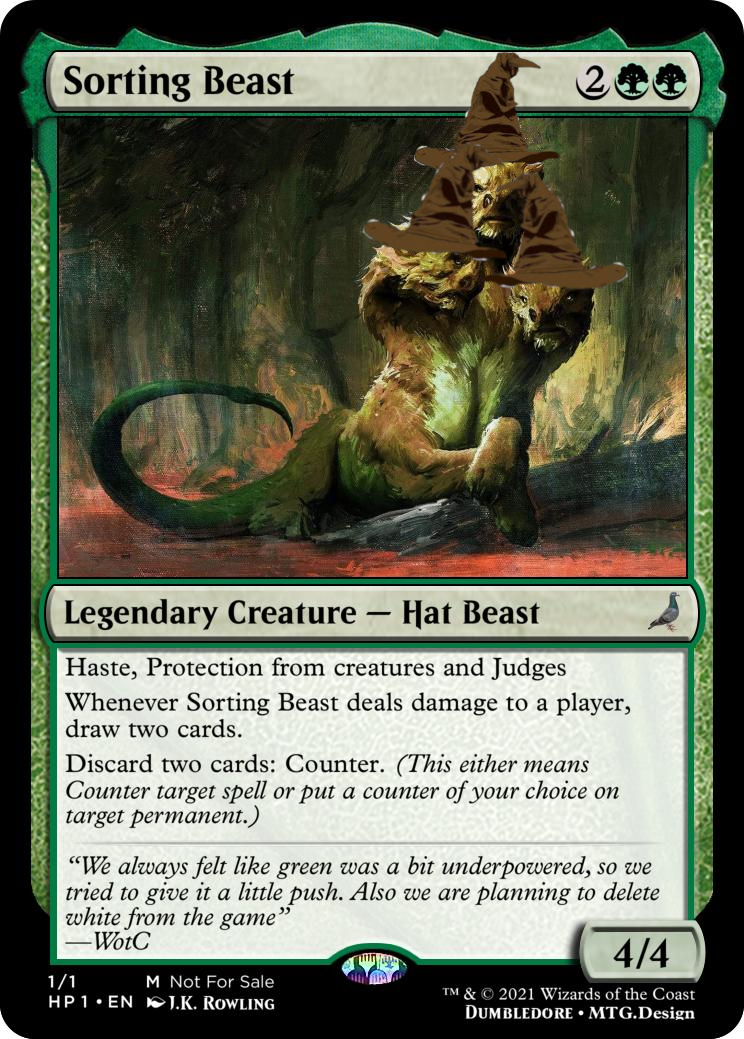 Sorting Beast 2
Legendary Creature — Hat Beast
Haste, Protection from creatures and Judges
Whenever Sorting Beast deals damage to a player,
draw two cards.
Discard two cards: Counter. (This either means
Counter target spell or put a counter of your choice on
target permanent.)
“We always felt like green was a bit underpowered, so we
tried to give it a little push. Also we are planning to delete
white from the game”
—WotC
4/4
1/1 M Not For Sale
HP1 • EN J.K. Rowling
™ & © 2021 Wizards of the Coast
Dumbledore • MTG.Design